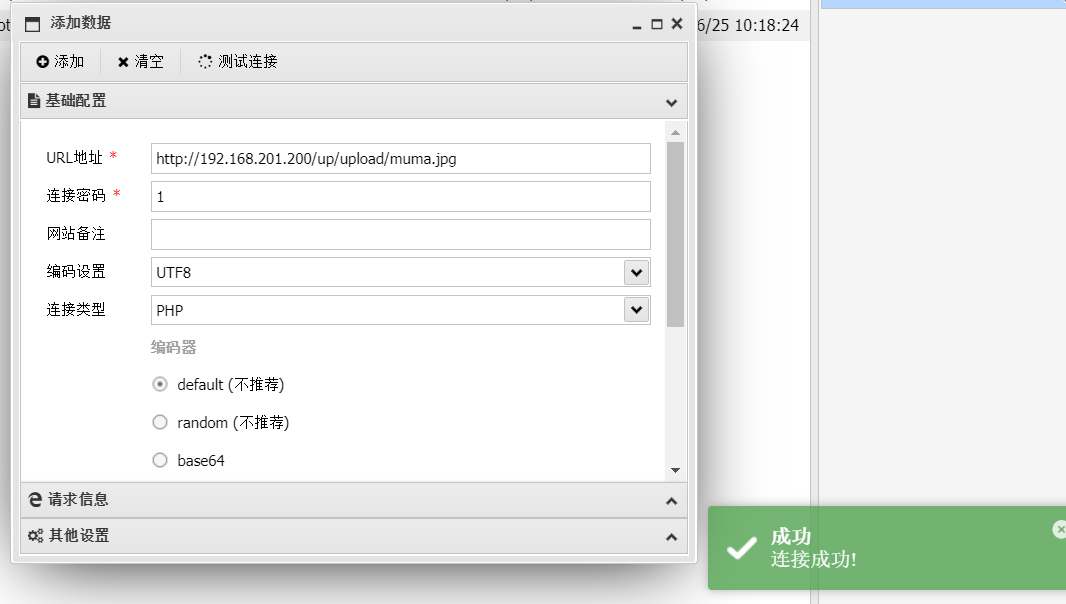 添加数据
6/25 10:18:24
添加
清空
测试连接
基础配置
URL地址 *
http://192.168.201.200/up/upload/muma.jpg
连接密码 *
1
网站备注
编码设置
UTF8
连接类型
PHP
编码器
default (不推荐)
random (不推荐)
base64
请求信息
其他设置
成功
连接成功!